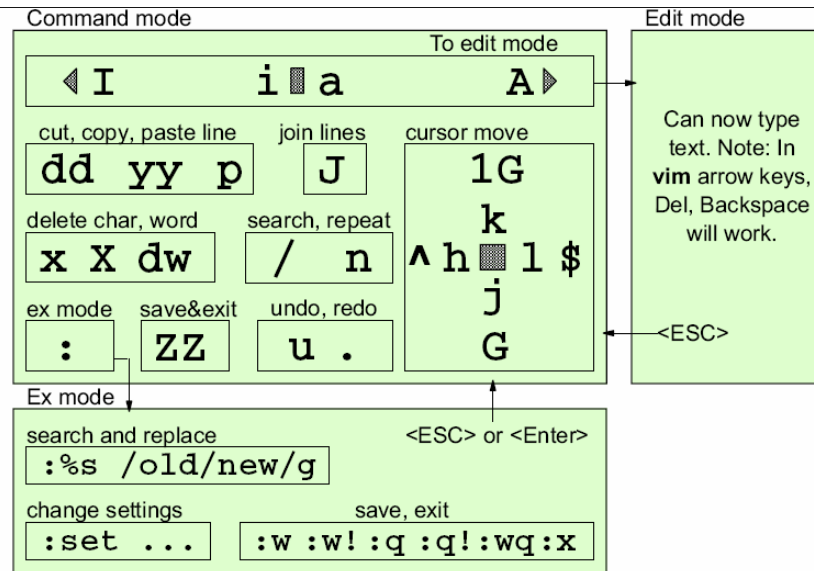 Command mode
Edit mode
To edit mode
I i a A
cut, copy, paste line
join lines
cursor move
dd yy p
J
1G
k
^ h l $
j
G
delete char, word
search, repeat
x X dw
/ n
ex mode
save&exit
undo, redo
:
ZZ
u .
Can now type
text. Note: In
vim arrow keys,
Del, Backspace
will work.
<ESC>
Ex mode
search and replace
<ESC> or <Enter>
:%s /old/new/g
change settings
save, exit
:set ...
:w :w! :q :q! :wq :x